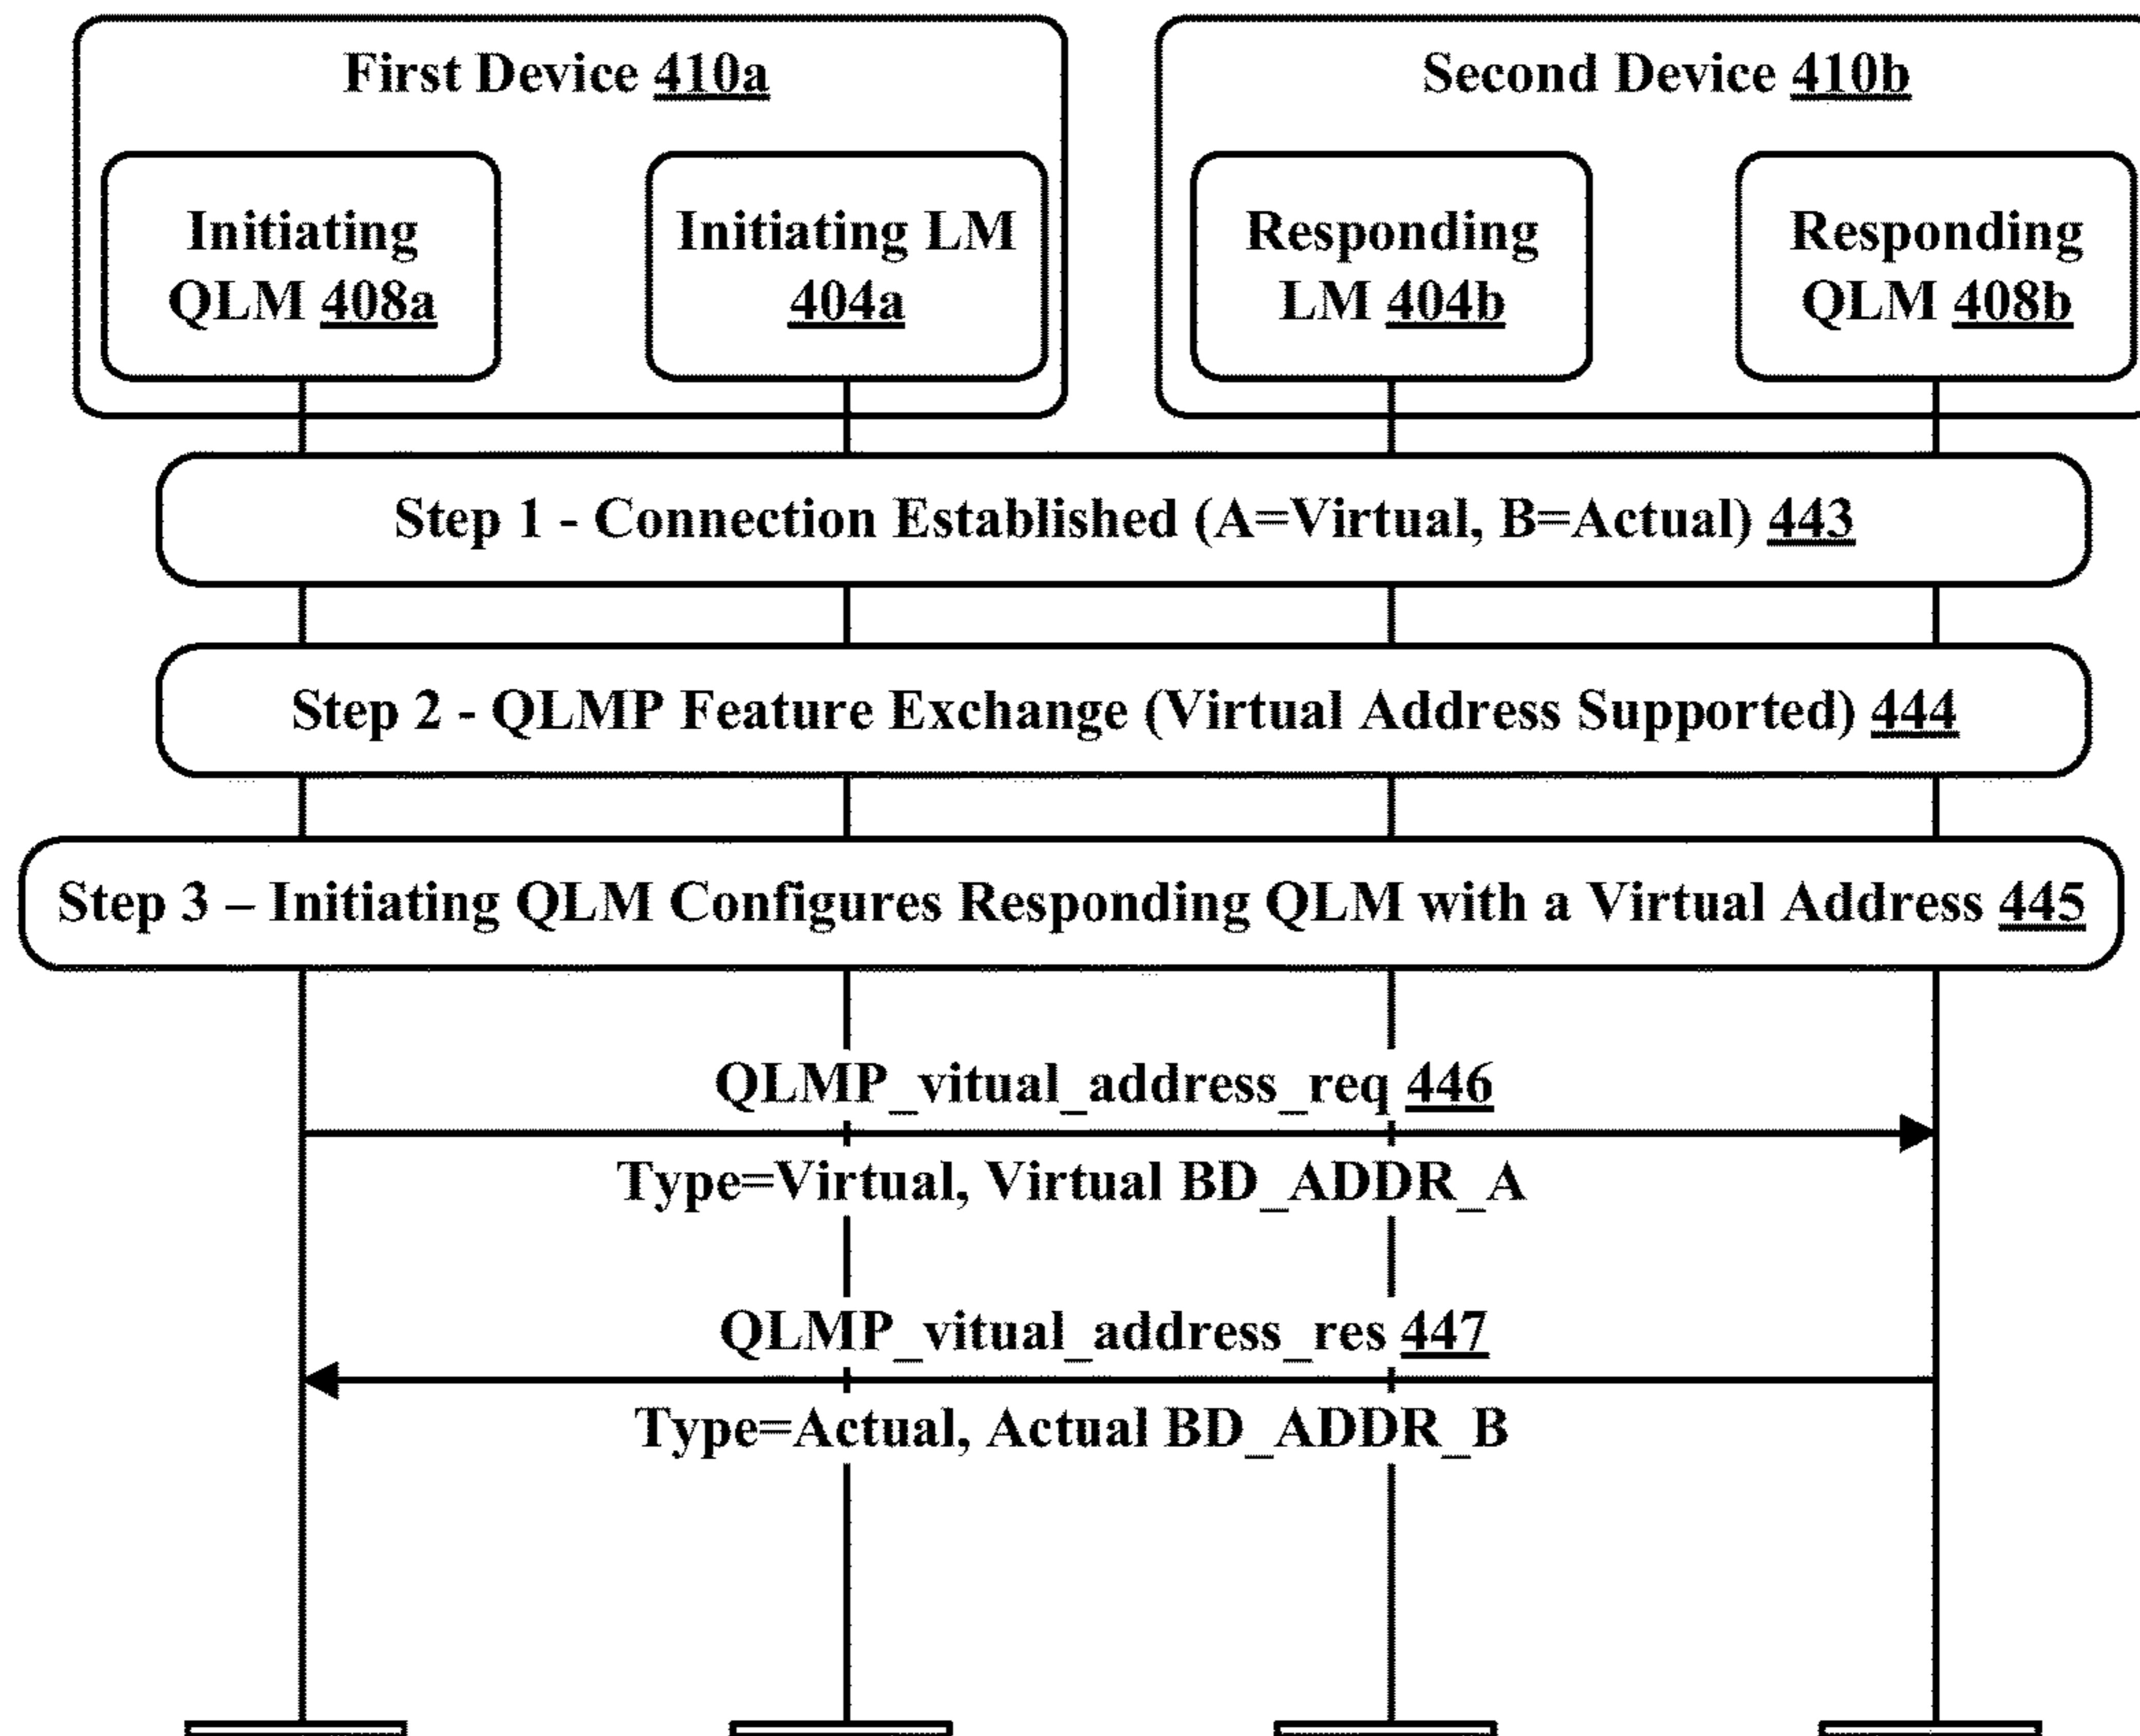 First Device 410a
Second Device 410b
Initiating
QLM 408a
Initiating LM
404a
Responding
LM 404b
Responding
QLM 408b
Step 1 - Connection Established (A=Virtual, B=Actual) 443
Step 2 - QLMP Feature Exchange (Virtual Address Supported) 444
Step 3 – Initiating QLM Configures Responding QLM with a Virtual Address 445
QLMP_vitual_address_req 446
Type=Virtual, Virtual BD_ADDR_A
QLMP_vitual_address_res 447
Type=Actual, Actual BD_ADDR_B